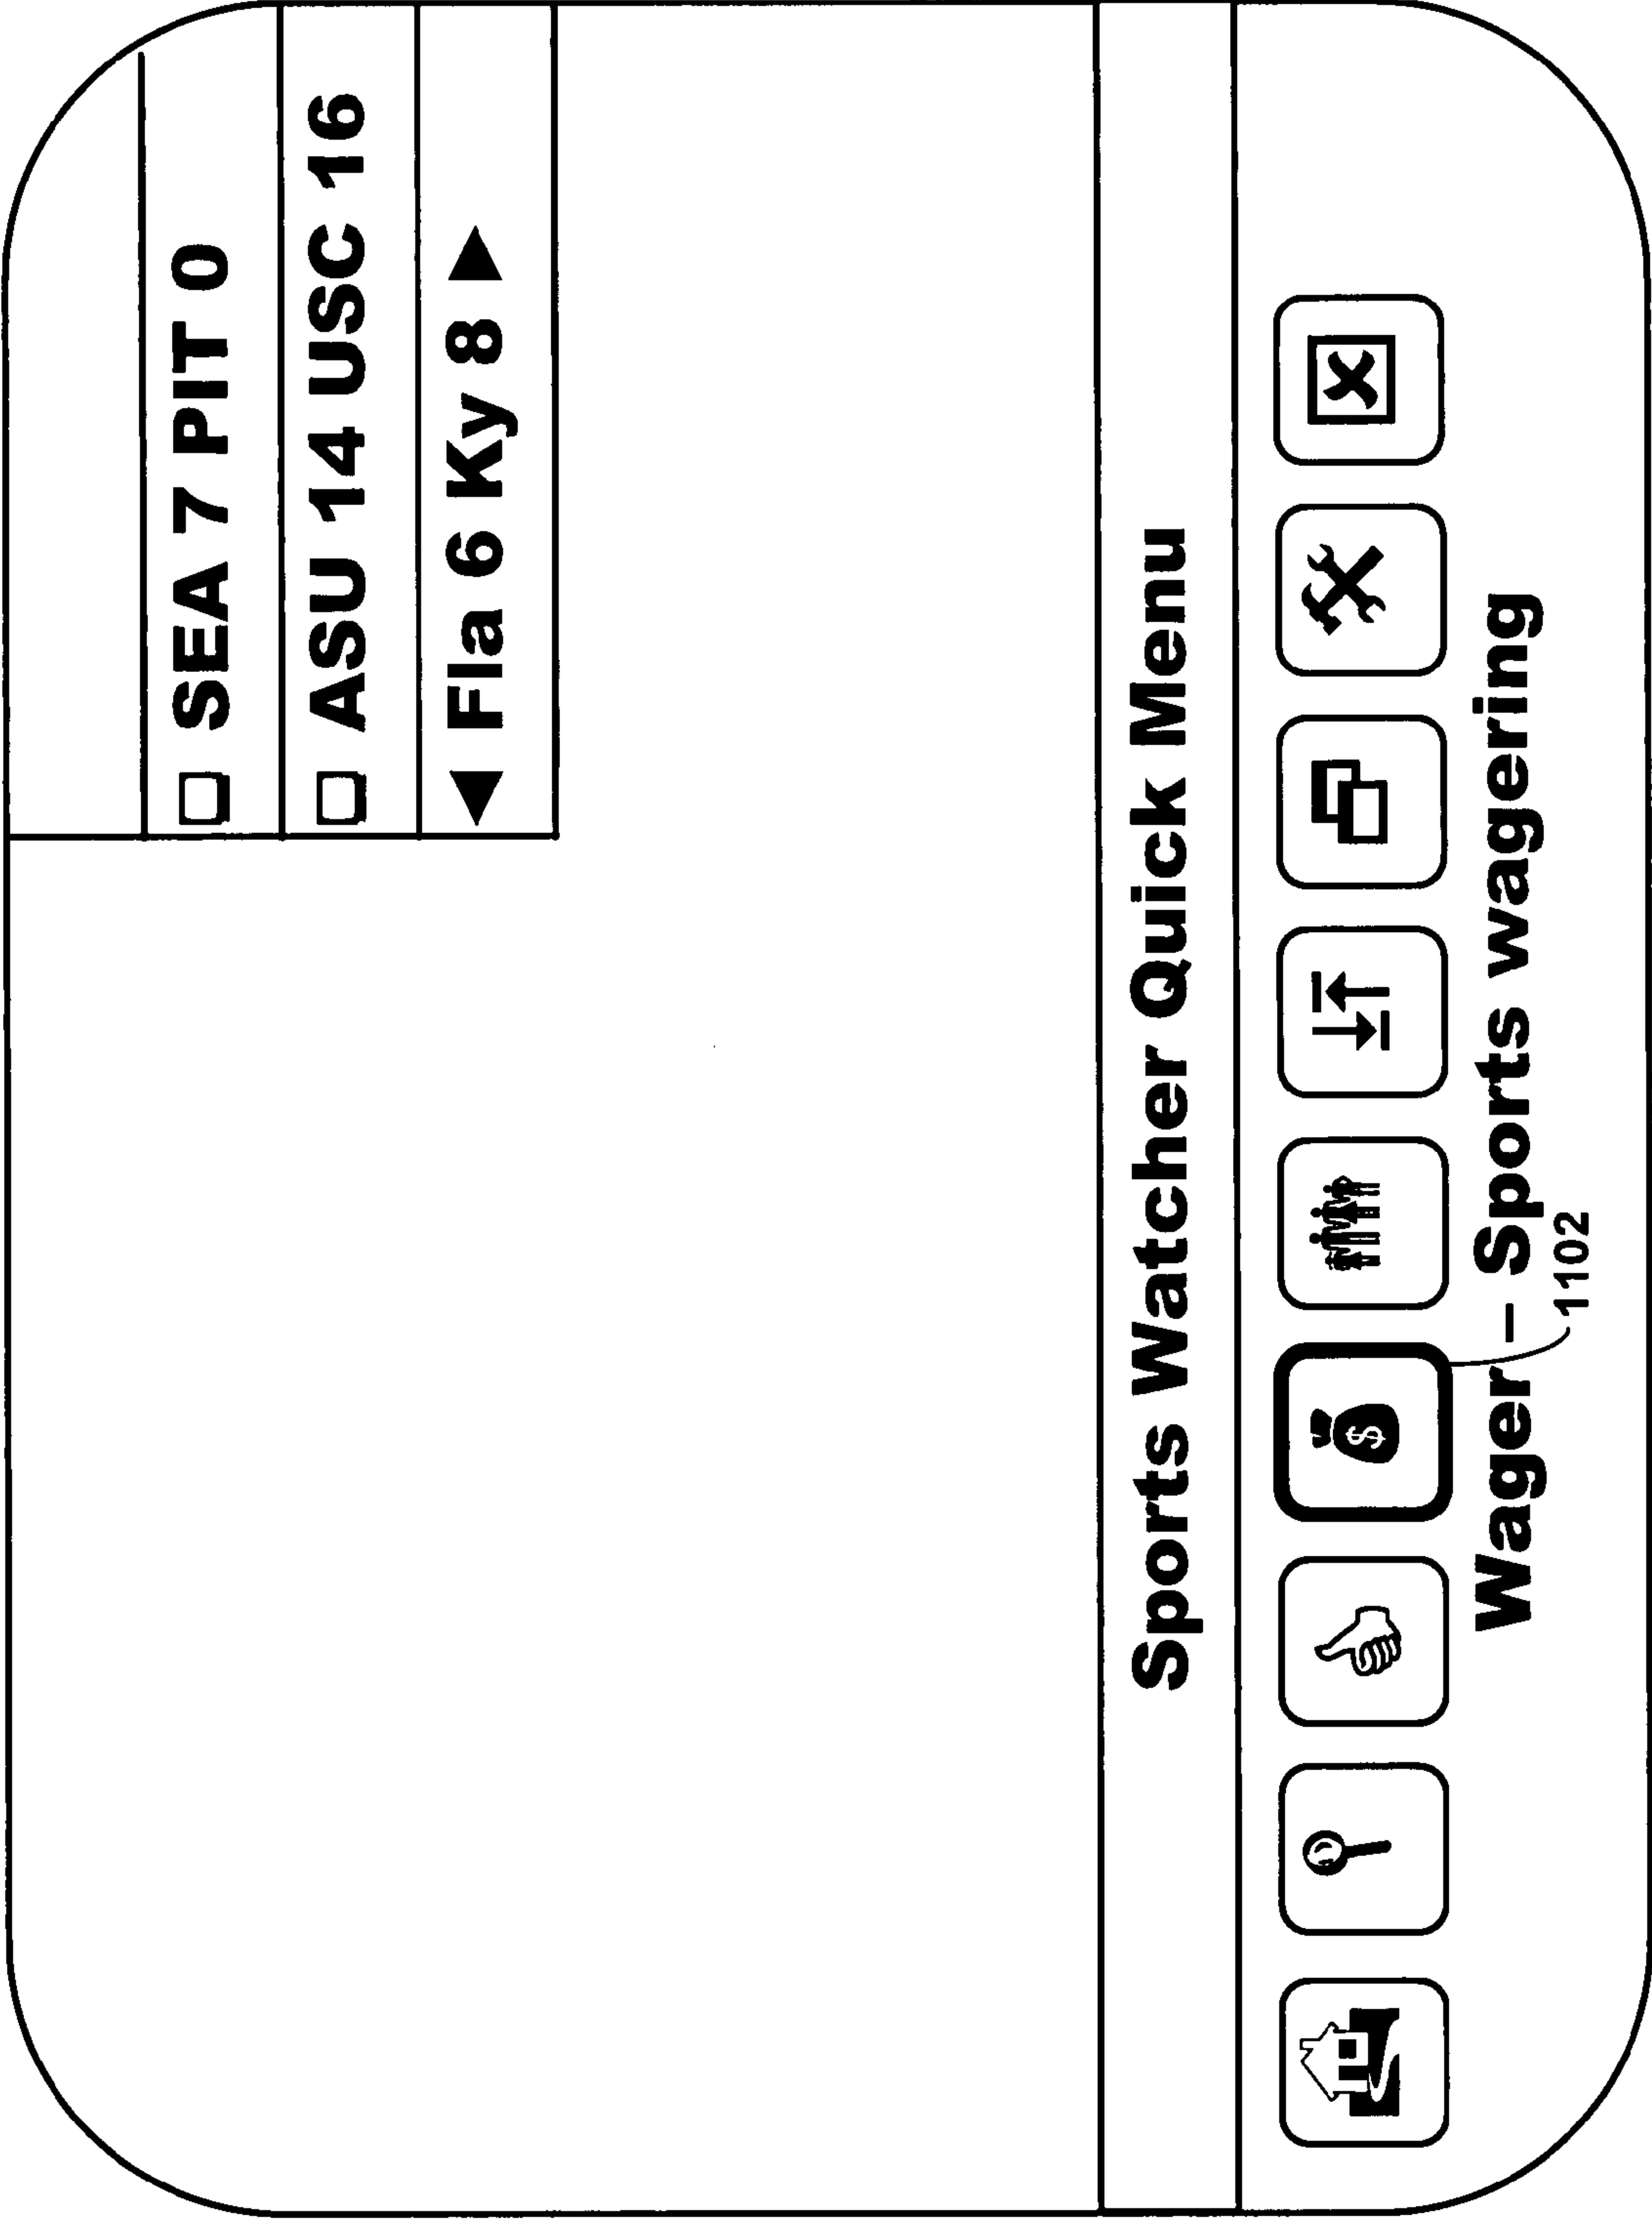 SEA 7 PIT 0
ASU 14 USC 16
Fla 6 Ky 8
Sports Watcher Quick Menu
$
Wager – Sports wagering
1102